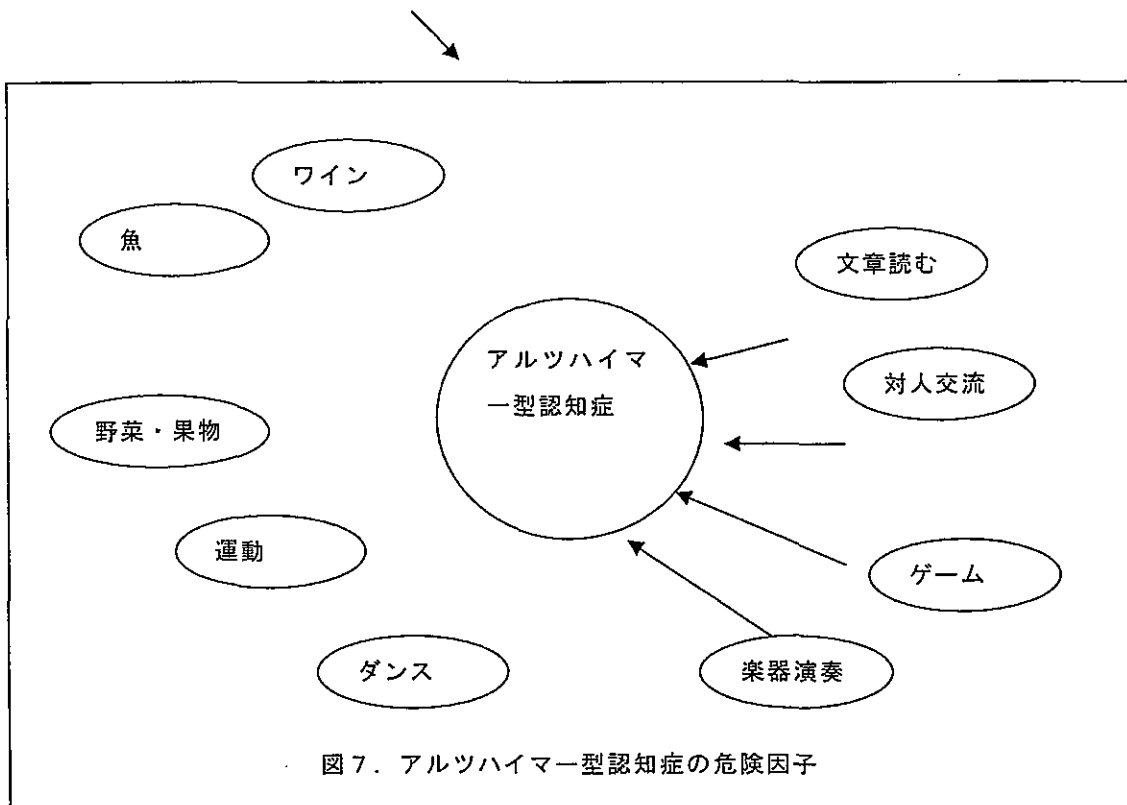 ワイン
魚
文章読む
アルツハイマ
ー型認知症
対人交流
野菜・果物
運動
ゲーム
ダンス
楽器演奏
図7．アルツハイマー型認知症の危険因子